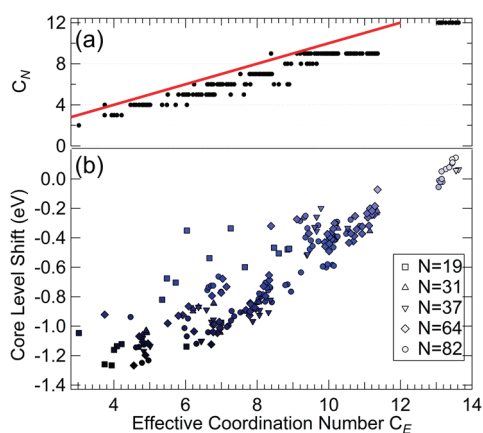 (a)
C_N
12
8
4
0
(b)
Core Level Shift (eV)
0.0
-0.2
-0.4
-0.6
-0.8
-1.0
-1.2
-1.4
N=19
N=31
N=37
N=64
N=82
4 6 8 10 12 14
Effective Coordination Number C_E